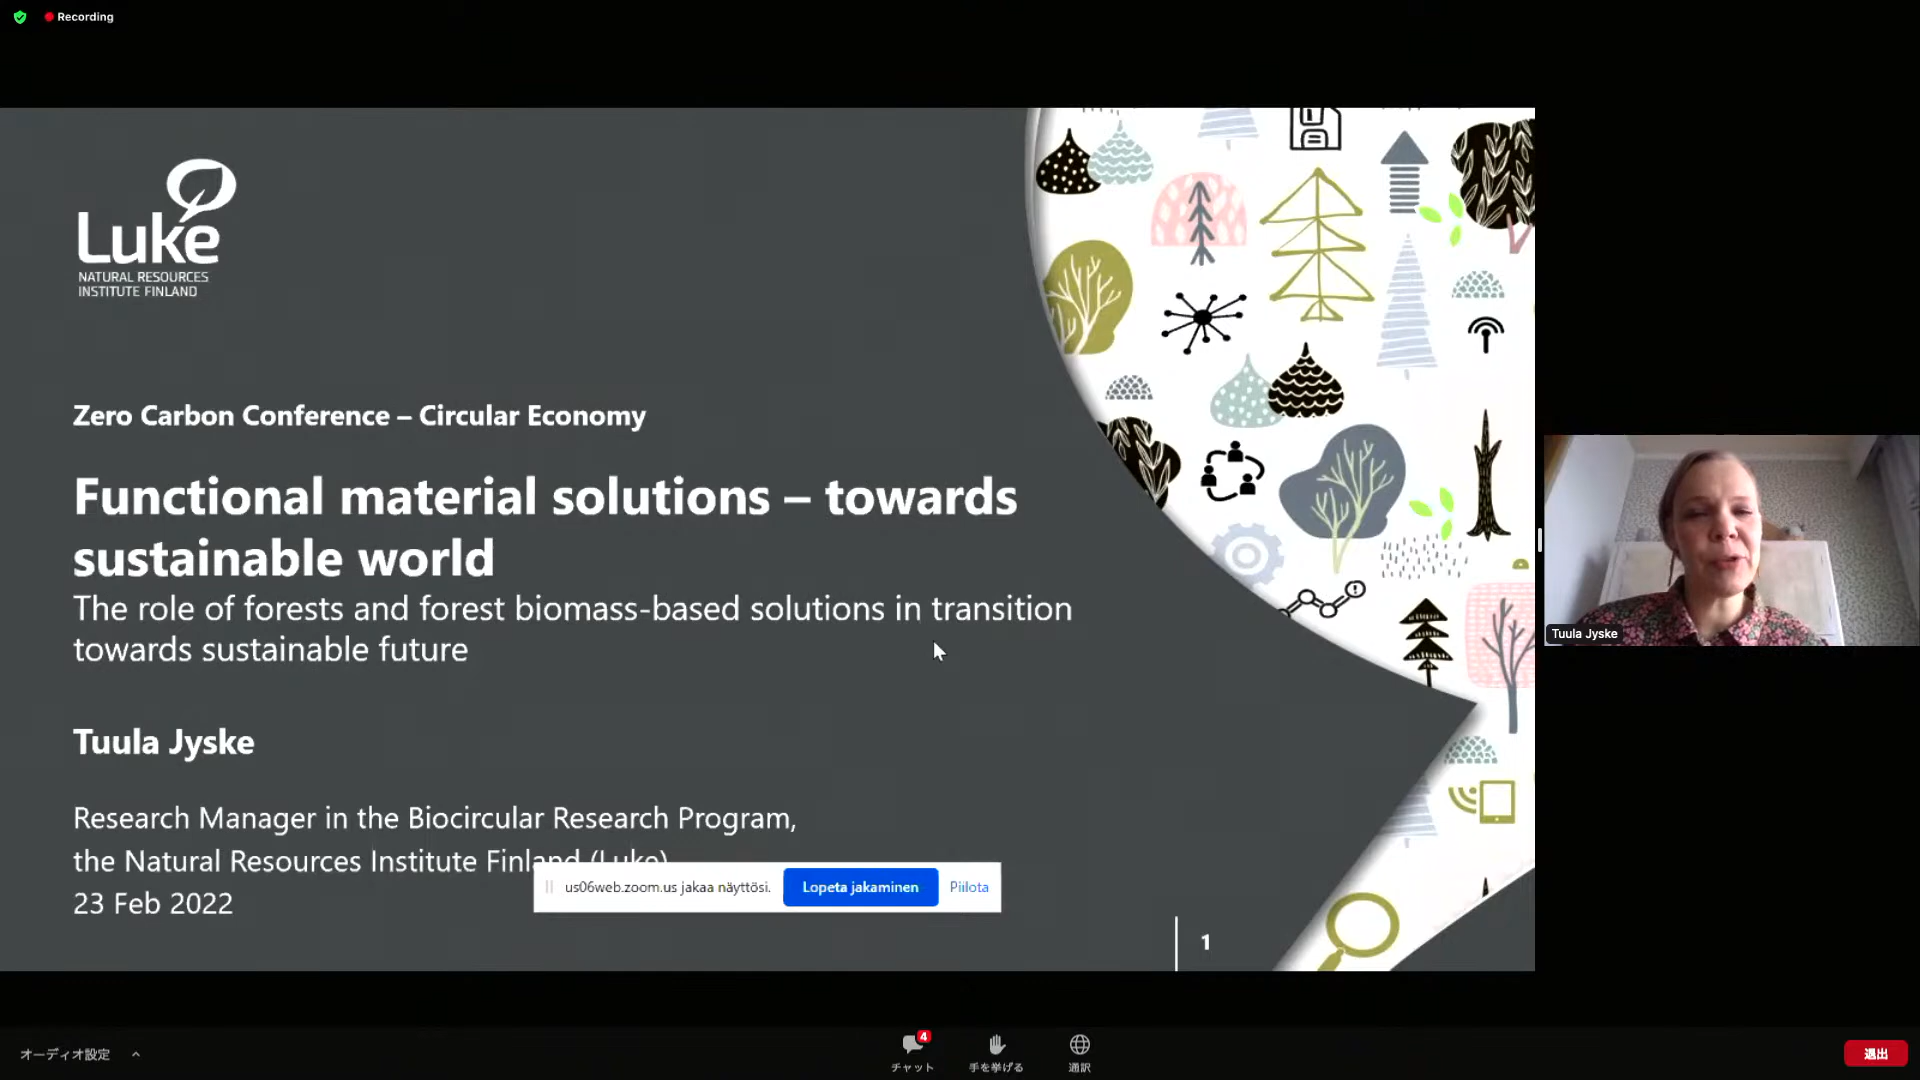 Recording
Luke
NATURAL RESOURCES
INSTITUTE FINLAND
Zero Carbon Conference – Circular Economy
Functional material solutions – towards
sustainable world
The role of forests and forest biomass-based solutions in transition
towards sustainable future
Tuula Jyske
Research Manager in the Biocircular Research Program,
the Natural Resources Institute Finland (Luke)
23 Feb 2022
us06web.zoom.us jakaa näyttösi.
Lopeta jakaminen
Piilota
1
Tuula Jyske
オーディオ設定
4
チャット
手を挙げる
通訳
退出